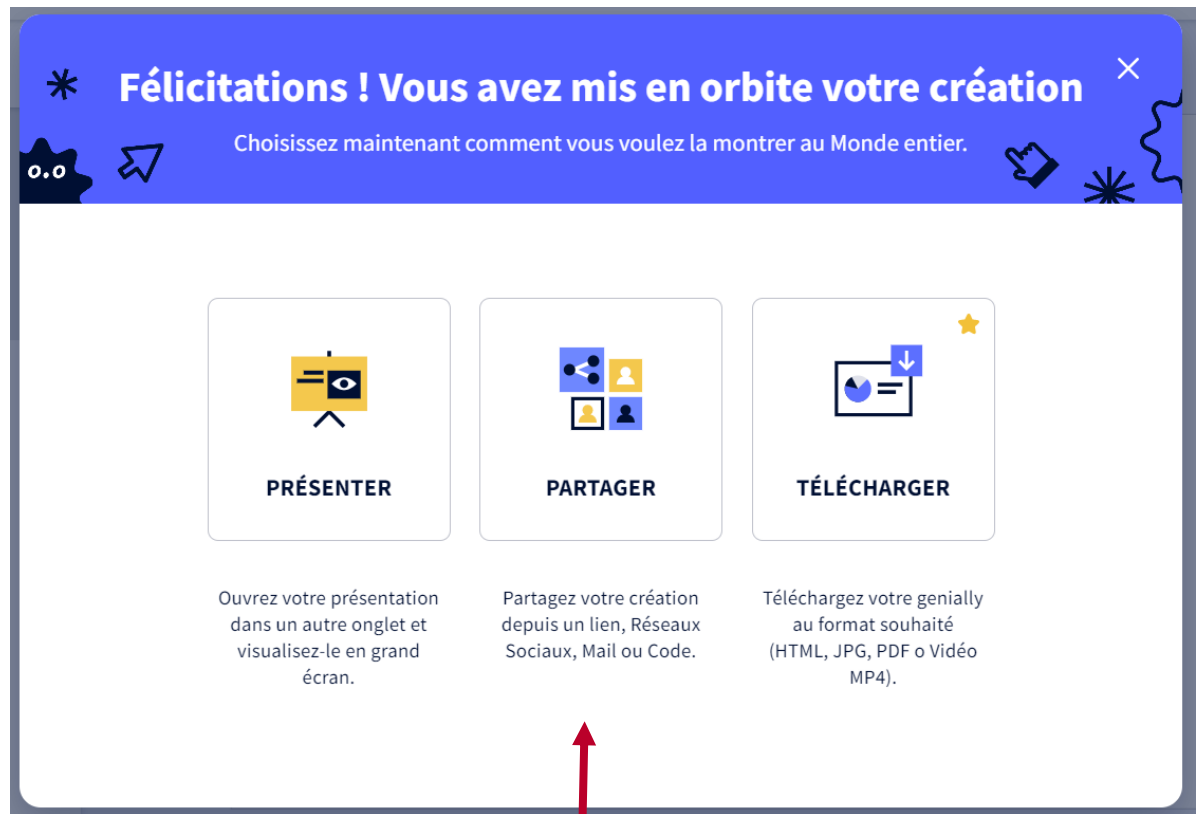 Félicitations ! Vous avez mis en orbite votre création
Choisissez maintenant comment vous voulez la montrer au Monde entier.
o.o
PRÉSENTER
PARTAGER
TÉLÉCHARGER
Ouvrez votre présentation
dans un autre onglet et
visualisez-le en grand
écran.
Partagez votre création
depuis un lien, Réseaux
Sociaux, Mail ou Code.
Téléchargez votre genially
au format souhaité
(HTML, JPG, PDF o Vidéo
MP4).